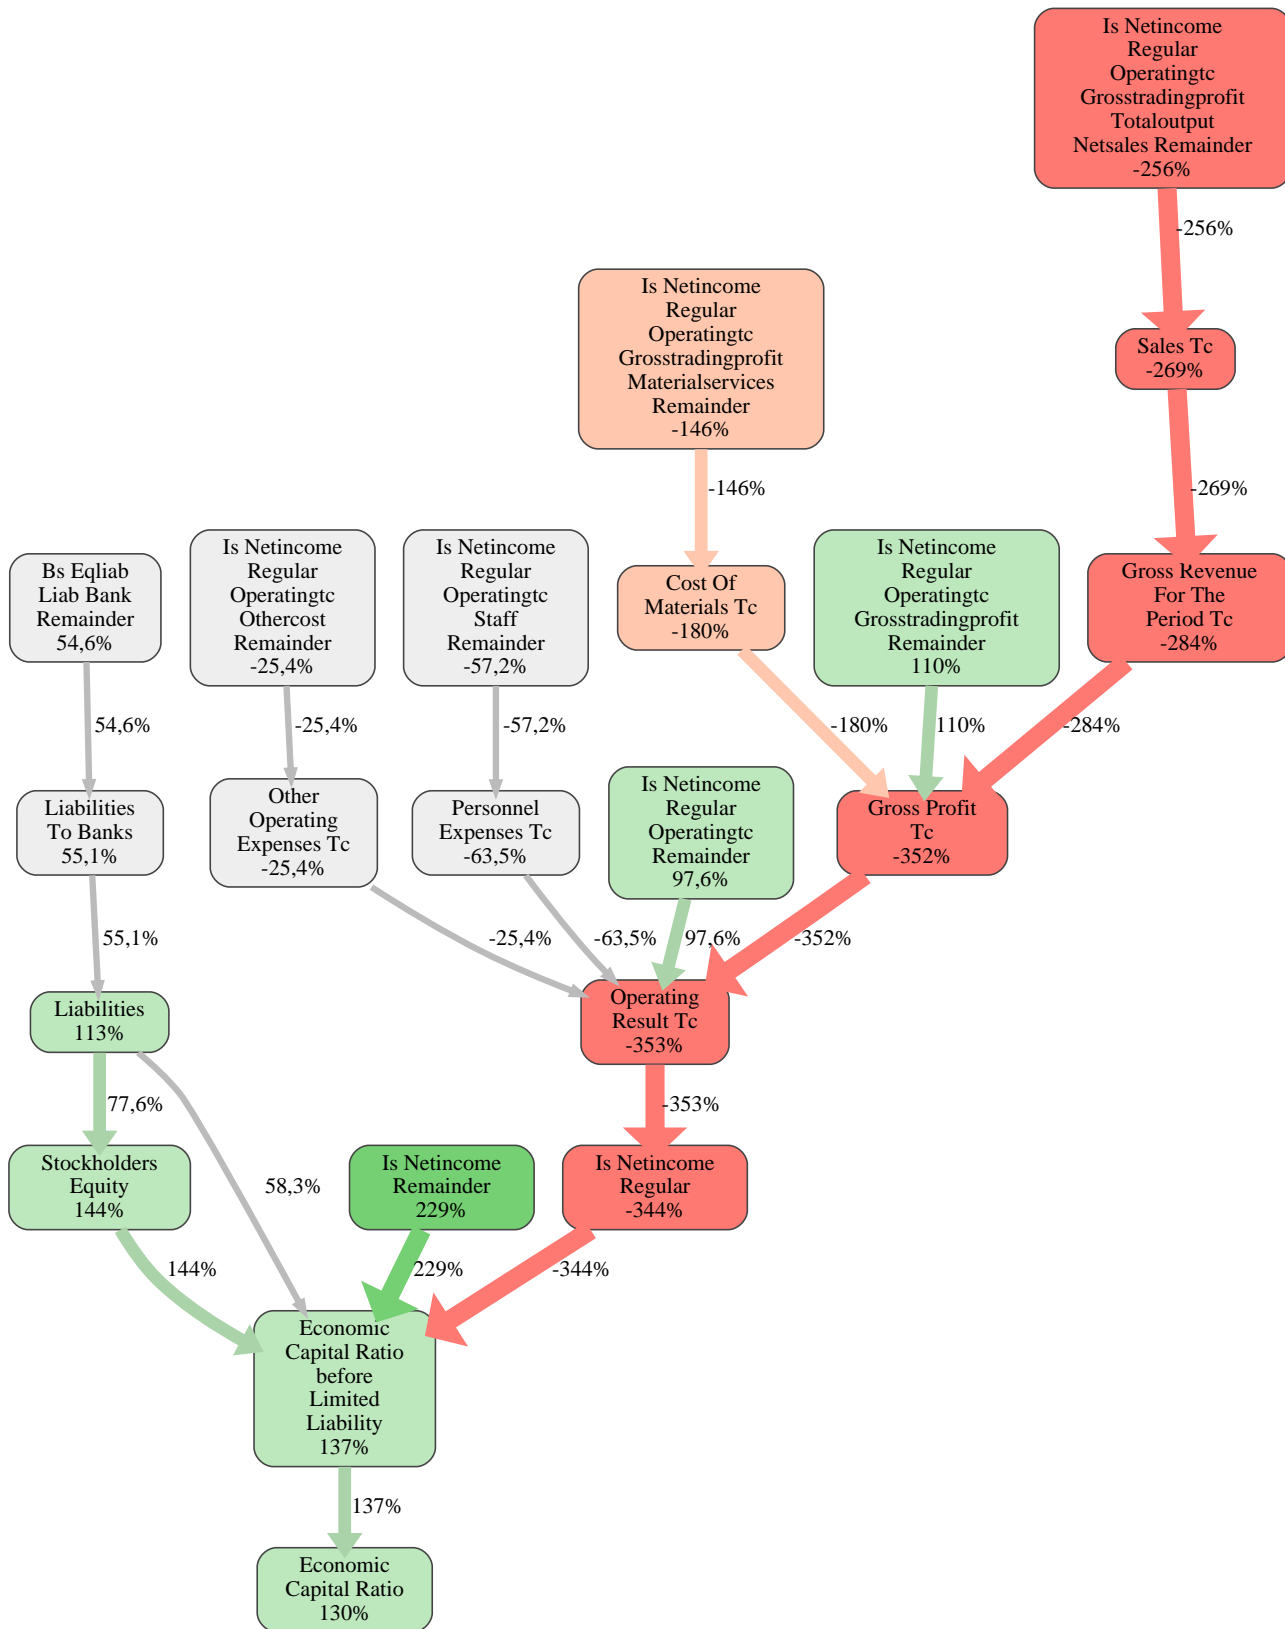 Is Netincome
Regular
Operatingtc
Grosstradingprofit
Totaloutput
Netsales Remainder
-256%
-256%
Is Netincome
Regular
Operatingtc
Grosstradingprofit
Materialservices
Remainder
-146%
Sales Tc
-269%
-146%
-269%
Bs Eqliab
Liab Bank
Remainder
54,6%
Is Netincome
Regular
Operatingtc
Othercost
Remainder
-25,4%
Is Netincome
Regular
Operatingtc
Staff
Remainder
-57,2%
Cost Of
Materials Tc
-180%
Is Netincome
Regular
Operatingtc
Grosstradingprofit
Remainder
110%
Gross Revenue
For The
Period Tc
-284%
54,6%
-25,4%
-57,2%
-180%
110%
-284%
Liabilities
To Banks
55,1%
Other
Operating
Expenses Tc
-25,4%
Personnel
Expenses Tc
-63,5%
Is Netincome
Regular
Operatingtc
Remainder
97,6%
Gross Profit
Tc
-352%
55,1%
-25,4%
-63,5%
97,6%
-352%
Liabilities
113%
Operating
Result Tc
-353%
77,6%
-353%
Stockholders
Equity
144%
58,3%
Is Netincome
Remainder
229%
Is Netincome
Regular
-344%
144%
229%
-344%
Economic
Capital Ratio
before
Limited
Liability
137%
137%
Economic
Capital Ratio
130%